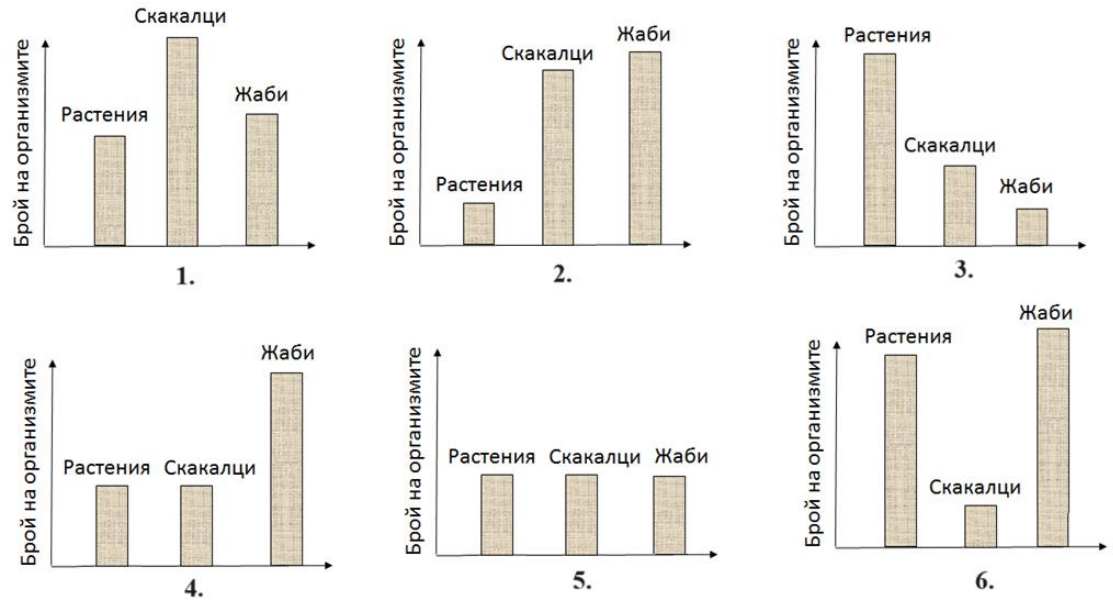 Брой на организмите
Растения
Скакалци
Жаби
1.
Брой на организмите
Растения
Скакалци
Жаби
2.
Брой на организмите
Растения
Скакалци
Жаби
3.
Брой на организмите
Растения
Скакалци
Жаби
4.
Брой на организмите
Растения
Скакалци
Жаби
5.
Брой на организмите
Растения
Скакалци
Жаби
6.